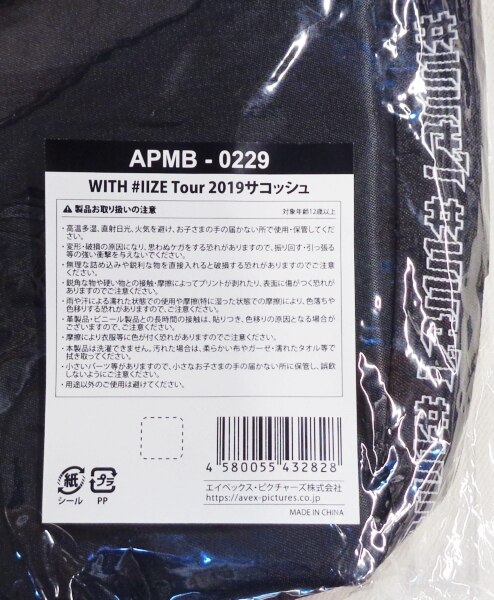 APMB - 0229
WITH #IIZE Tour 2019サコッシュ
⚠ 製品お取り扱いの注意 対象年齢12歳以上
・高温多湿、直射日光、火気を避け、お子さまの手の届かない所で使用・保管してく
ださい。
・変形・破損の原因になり、思わぬケガをする恐れがありますので、振り回す・引っ張る
等の強い衝撃を与えないでください。
・無理な詰め込みや鋭利な物を直接入れると破損する恐れがありますのでご注意
ください。
・鋭角な物や硬い物との接触・摩擦によってプリントが剥れたり、表面に傷がつく恐れが
ありますのでご注意ください。
・雨や汗による濡れた状態での使用や摩擦(特に湿った状態での摩擦)により、色落ちや
色移りする恐れがありますのでご注意ください。
・革製品・ビニール製品との長時間の接触は、貼りつき、色移りの原因となる場合が
ございますので、ご注意ください。
・摩擦により衣服等に色が付く恐れがありますのでご注意ください。
・本製品は洗濯できません。汚れた場合は、柔らかい布やガーゼ・濡れたタオル等で
拭き取ってください。
・小さいパーツ等がありますので、小さなお子さまの手の届かない所に保管し、誤飲
しないようにご注意ください。
・用途以外のご使用は避けてください。
4 580055 432828
紙
シール
プラ
PP
エイベックス・ピクチャーズ株式会社
https://avex-pictures.co.jp
MADE IN CHINA